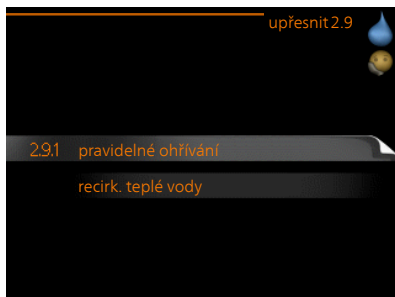 upřesnit 2.9
2.9.1 pravidelné ohřívání
recirk. teplé vody